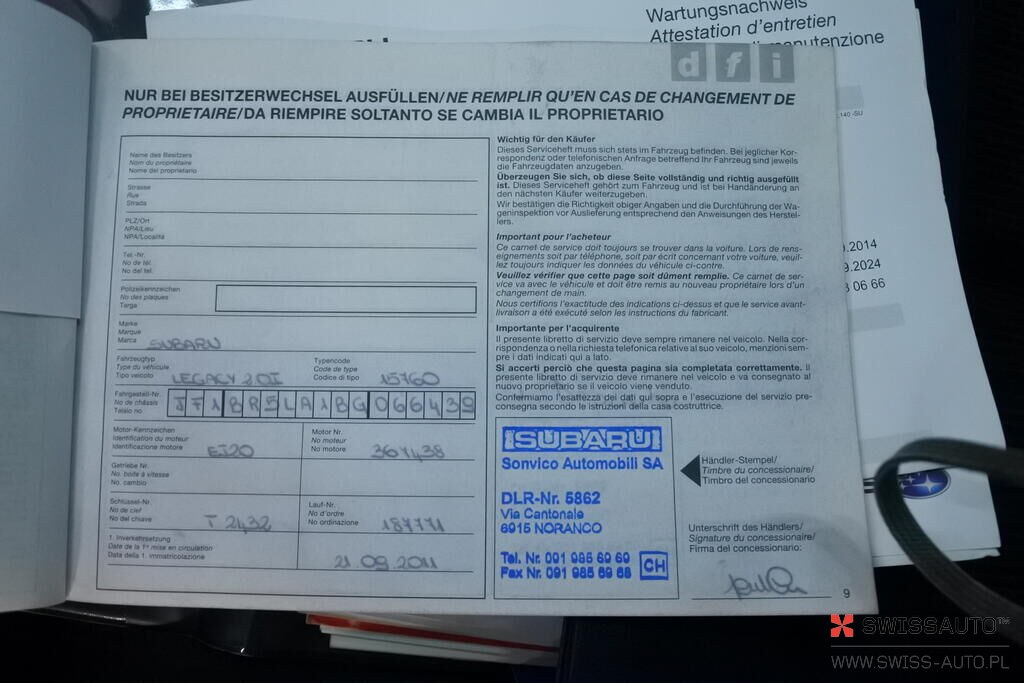 Wartungsnachweis
Attestation d'entretien
manutenzione
dfi
NUR BEI BESITZERWECHSEL AUSFÜLLEN/NE REMPLIR QU'EN CAS DE CHANGEMENT DE
PROPRIETAIRE/DA RIEMPIRE SOLTANTO SE CAMBIA IL PROPRIETARIO
Name des Besitzers
Nom du propriétaire
Nome del proprietario
Strasse
Rue
Strada
PLZ/Ort
NPA/Lieu
NPA/Località
Tel.-Nr.
No de tél.
No del tel.
Polizeikennzeichen
No des plaques
Targa
Marke
Marque
Marca SUBARU
Fahrzeugtyp
Type du véhicule
Tipo veicolo LEGACY 2.0I
Typencode
Code de type
Codice di tipo 15760
Fahrgestell-Nr.
No de châssis
Telaio no JF1BR5LA1BG066439
Motor-Kennzeichen
Identification du moteur
Identificazione motore EJ20
Motor Nr.
No moteur
No motore
Getriebe Nr.
No. boîte à vitesse
No. cambio
Schlüssel-Nr.
No de clef
No del chiave T 2432
Lauf-Nr.
No d'ordre
No ordinazione 187771
1. Inverkehrsetzung
Date de la 1re mise en circulation
Data della 1. immatricolazione 21.09.2011
Wichtig für den Käufer
Dieses Serviceheft muss sich stets im Fahrzeug befinden. Bei jeglicher Kor-
respondenz oder telefonischen Anfrage betreffend Ihr Fahrzeug sind jeweils
die Fahrzeugdaten anzugeben.
Überzeugen Sie sich, ob diese Seite vollständig und richtig ausgefüllt
ist. Dieses Serviceheft gehört zum Fahrzeug und ist bei Handänderung an
den nächsten Käufer weiterzugeben.
Wir bestätigen die Richtigkeit obiger Angaben und die Durchführung der Wa-
geninspektion vor Auslieferung entsprechend den Anweisungen des Herstel-
lers.
Important pour l'acheteur
Ce carnet de service doit toujours se trouver dans la voiture. Lors de rens-
eignements soit par téléphone, soit par écrit concernant votre voiture, veuil-
lez toujours indiquer les données du véhicule ci-contre.
Veuillez vérifier que cette page soit dûment remplie. Ce carnet de ser-
vice va avec le véhicule et doit être remis au nouveau propriétaire lors d'un
changement de main.
Nous certifions l'exactitude des indications ci-dessus et que le service avant-
livraison a été exécuté selon les instructions du fabricant.
Importante per l'acquirente
Il presente libretto di servizio deve sempre rimanere nel veicolo. Nella cor-
rispondenza o nella richiesta telefonica relative al suo veicolo, menzioni sem-
pre i dati indicati qui a lato.
Si accerti perciò che questa pagina sia completata correttamente. Il
presente libretto di servizio deve rimanere nel veicolo e va consegnato al
nuovo proprietario se il veicolo viene venduto.
Confermiamo l'esattezza dei dati qui sopra e l'esecuzione del servizio pre-
consegna secondo le istruzioni della casa costruttrice.
SUBARU
Sonvico Automobili SA
DLR-Nr. 5862
Via Cantonale
6915 NORANCO
Tel. Nr. 091 985 69 69
Fax Nr. 091 985 69 68 CH
Händler-Stempel/
Timbre du concessionnaire/
Timbro del concessionario
Unterschrift des Händlers/
Signature du concessionaire/
Firma del concessionario:
9
140 -SU
.2014
9.2024
06 66
SWISSAUTO™
WWW.SWISS-AUTO.PL